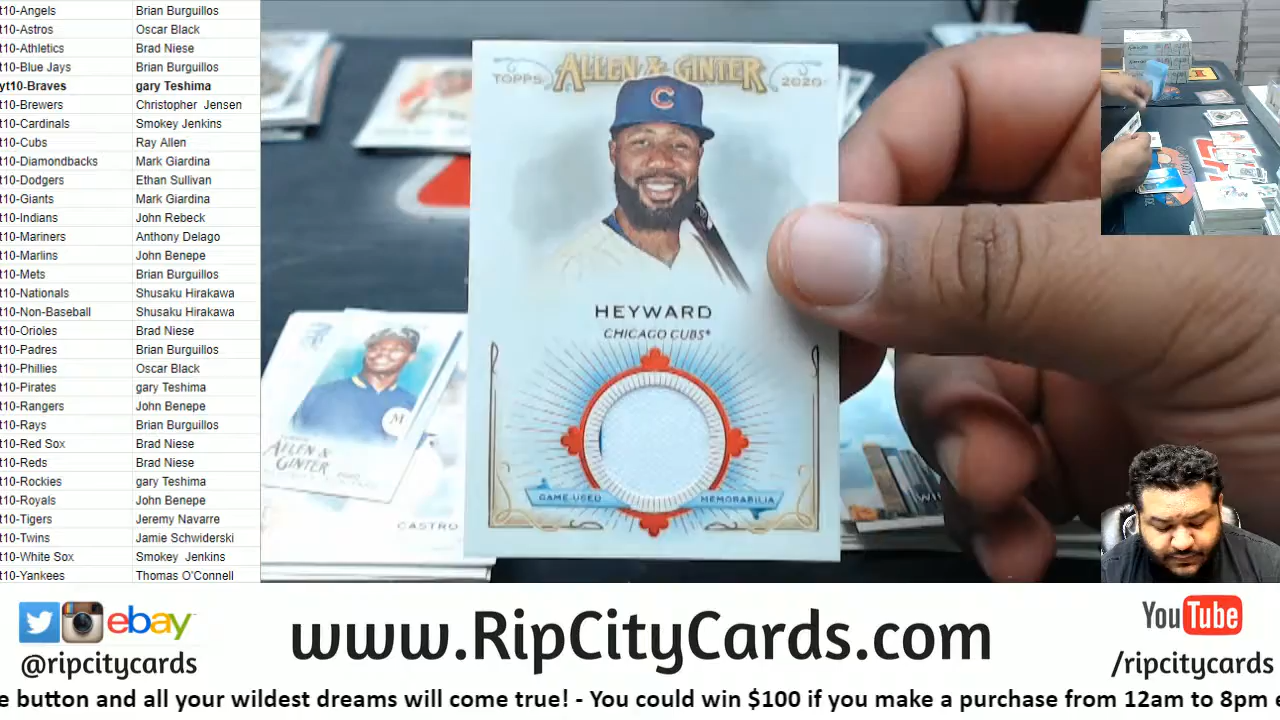 t10-Angels Brian Burguillos
t10-Astros Oscar Black
t10-Athletics Brad Niese
t10-Blue Jays Brian Burguillos
yt10-Braves gary Teshima
t10-Brewers Christopher Jensen
t10-Cardinals Smokey Jenkins
t10-Cubs Ray Allen
t10-Diamondbacks Mark Giardina
t10-Dodgers Ethan Sullivan
t10-Giants Mark Giardina
t10-Indians John Rebeck
t10-Mariners Anthony Delago
t10-Marlins John Benepe
t10-Mets Brian Burguillos
t10-Nationals Shusaku Hirakawa
t10-Non-Baseball Shusaku Hirakawa
t10-Orioles Brad Niese
t10-Padres Brian Burguillos
t10-Phillies Oscar Black
t10-Pirates gary Teshima
t10-Rangers John Benepe
t10-Rays Brian Burguillos
t10-Red Sox Brad Niese
t10-Reds Brad Niese
t10-Rockies gary Teshima
t10-Royals John Benepe
t10-Tigers Jeremy Navarre
t10-Twins Jamie Schwiderski
t10-White Sox Smokey Jenkins
t10-Yankees Thomas O'Connell
TOPPS ALLEN & GINTER 2020
C
HEYWARD
CHICAGO CUBS*
GAME-USED MEMORABILIA
M
ALLEN &
GINTER
CASTRO
ebay
@ripcitycards
www.RipCityCards.com
YouTube
/ripcitycards
e button and all your wildest dreams will come true! - You could win $100 if you make a purchase from 12am to 8pm